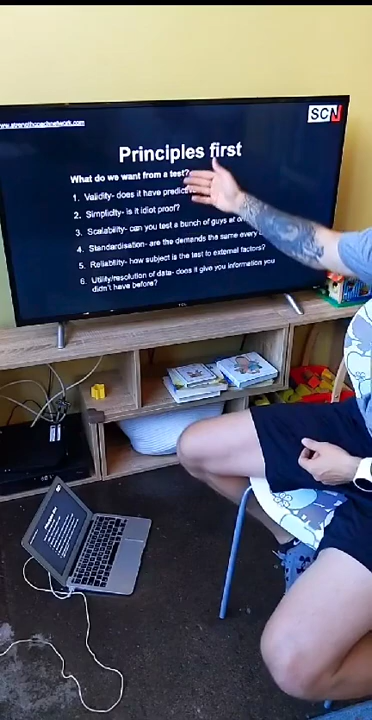 www.strengthcoachnetwork.com
SCN
Principles first
What do we want from a test?
1. Validity- does it have predictive
2. Simplicity- is it idiot proof?
3. Scalability- can you test a bunch of guys at on
4. Standardisation- are the demands the same every
5. Reliability- how subject is the test to external factors?
6. Utility/resolution of data- does it give you information you
didn't have before?
TCL